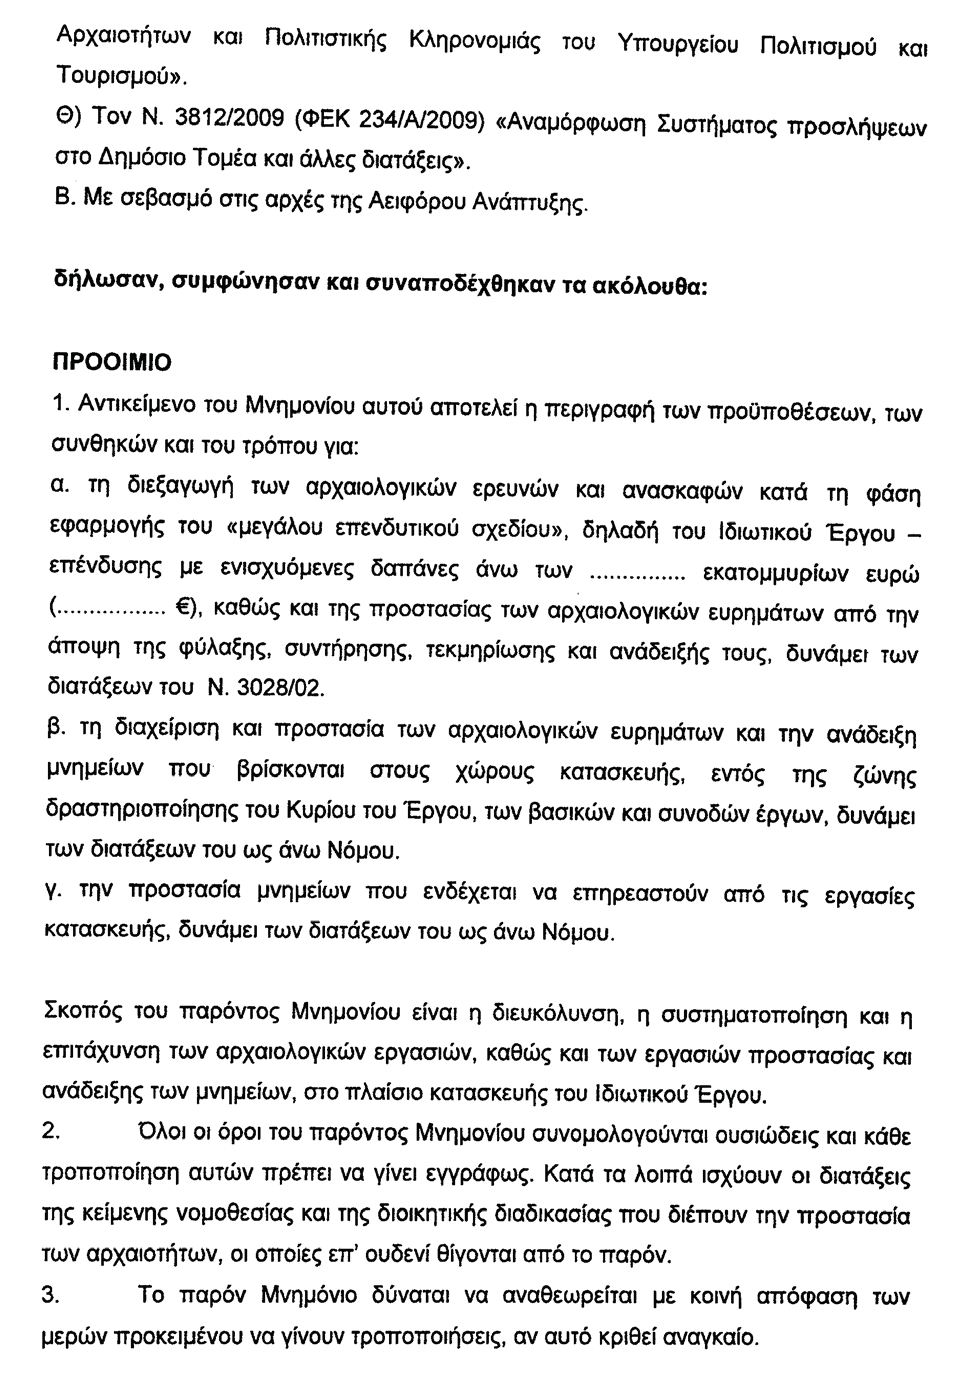 Αρχαιοτήτων και Πολιτιστικής Κληρονομιάς του Υπουργείου Πολιτισμού και
Τουρισμού».
Θ) Τον Ν. 3812/2009 (ΦΕΚ 234/Α/2009) «Αναμόρφωση Συστήματος προσλήψεων
στο Δημόσιο Τομέα και άλλες διατάξεις».
Β. Με σεβασμό στις αρχές της Αειφόρου Ανάπτυξης.
δήλωσαν, συμφώνησαν και συναποδέχθηκαν τα ακόλουθα:
ΠΡΟΟΙΜΙΟ
1. Αντικείμενο του Μνημονίου αυτού αποτελεί η περιγραφή των προϋποθέσεων, των
συνθηκών και του τρόπου για:
α. τη διεξαγωγή των αρχαιολογικών ερευνών και ανασκαφών κατά τη φάση
εφαρμογής του «μεγάλου επενδυτικού σχεδίου», δηλαδή του Ιδιωτικού Έργου –
επένδυσης με ενισχυόμενες δαπάνες άνω των ............... εκατομμυρίων ευρώ
(................. €), καθώς και της προστασίας των αρχαιολογικών ευρημάτων από την
άποψη της φύλαξης, συντήρησης, τεκμηρίωσης και ανάδειξής τους, δυνάμει των
διατάξεων του Ν. 3028/02.
β. τη διαχείριση και προστασία των αρχαιολογικών ευρημάτων και την ανάδειξη
μνημείων που βρίσκονται στους χώρους κατασκευής, εντός της ζώνης
δραστηριοποίησης του Κυρίου του Έργου, των βασικών και συνοδών έργων, δυνάμει
των διατάξεων του ως άνω Νόμου.
γ. την προστασία μνημείων που ενδέχεται να επηρεαστούν από τις εργασίες
κατασκευής, δυνάμει των διατάξεων του ως άνω Νόμου.
Σκοπός του παρόντος Μνημονίου είναι η διευκόλυνση, η συστηματοποίηση και η
επιτάχυνση των αρχαιολογικών εργασιών, καθώς και των εργασιών προστασίας και
ανάδειξης των μνημείων, στο πλαίσιο κατασκευής του Ιδιωτικού Έργου.
2. Όλοι οι όροι του παρόντος Μνημονίου συνομολογούνται ουσιώδεις και κάθε
τροποποίηση αυτών πρέπει να γίνει εγγράφως. Κατά τα λοιπά ισχύουν οι διατάξεις
της κείμενης νομοθεσίας και της διοικητικής διαδικασίας που διέπουν την προστασία
των αρχαιοτήτων, οι οποίες επ' ουδενί θίγονται από το παρόν.
3. Το παρόν Μνημόνιο δύναται να αναθεωρείται με κοινή απόφαση των
μερών προκειμένου να γίνουν τροποποιήσεις, αν αυτό κριθεί αναγκαίο.